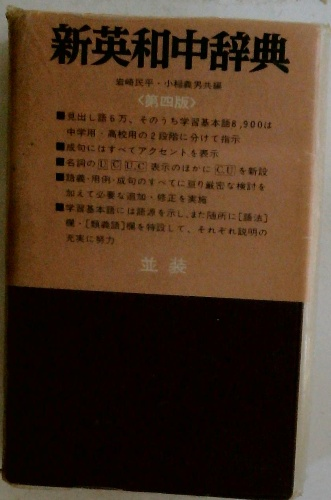 新英和中辞典
岩崎民平・小稲義男共編
〈第四版〉
■見出し語6万、そのうち学習基本語8,900は
中学用・高校用の2段階に分けて指示
■成句にはすべてアクセントを表示
■名詞のU C U,C表示のほかにC,Uを新設
■語義・用例・成句のすべてに亘り厳密な検討を
加えて必要な追加・修正を実施
■学習基本語には語源を示し、また随所に[語法]
欄・[類義語]欄を特設して、それぞれ説明の
充実に努力
並装